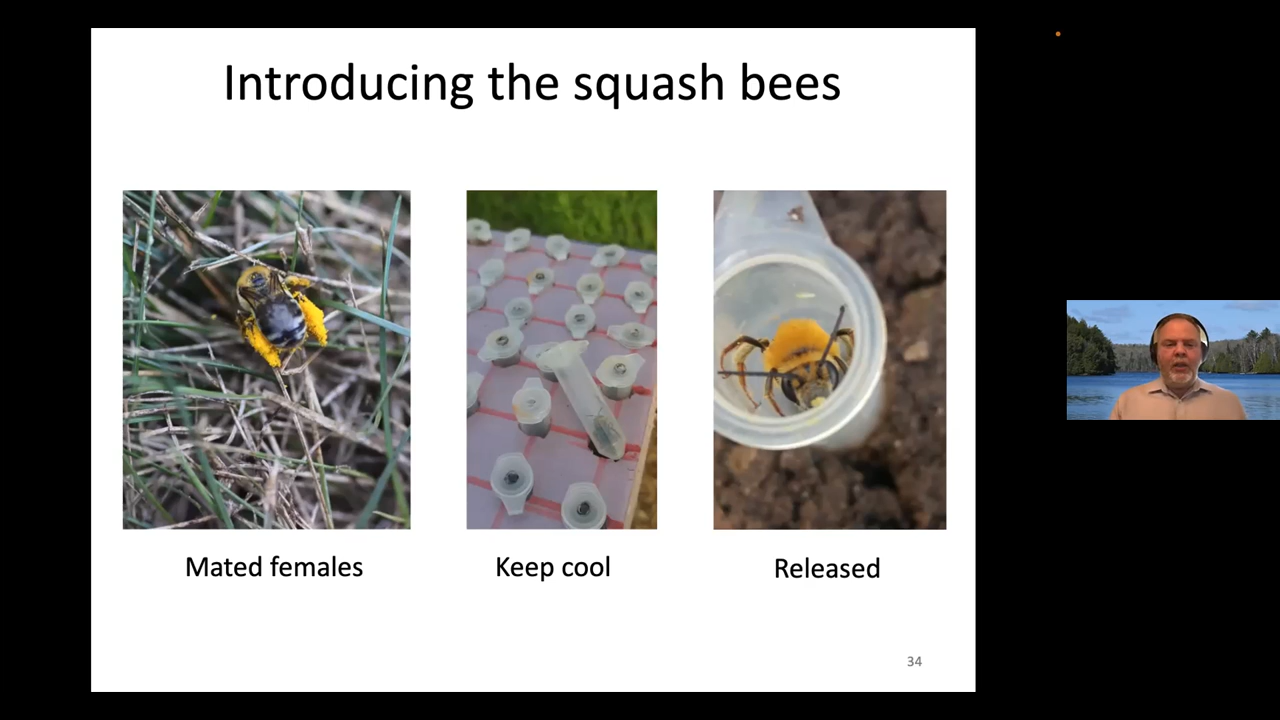 Introducing the squash bees
Mated females
Keep cool
Released
34